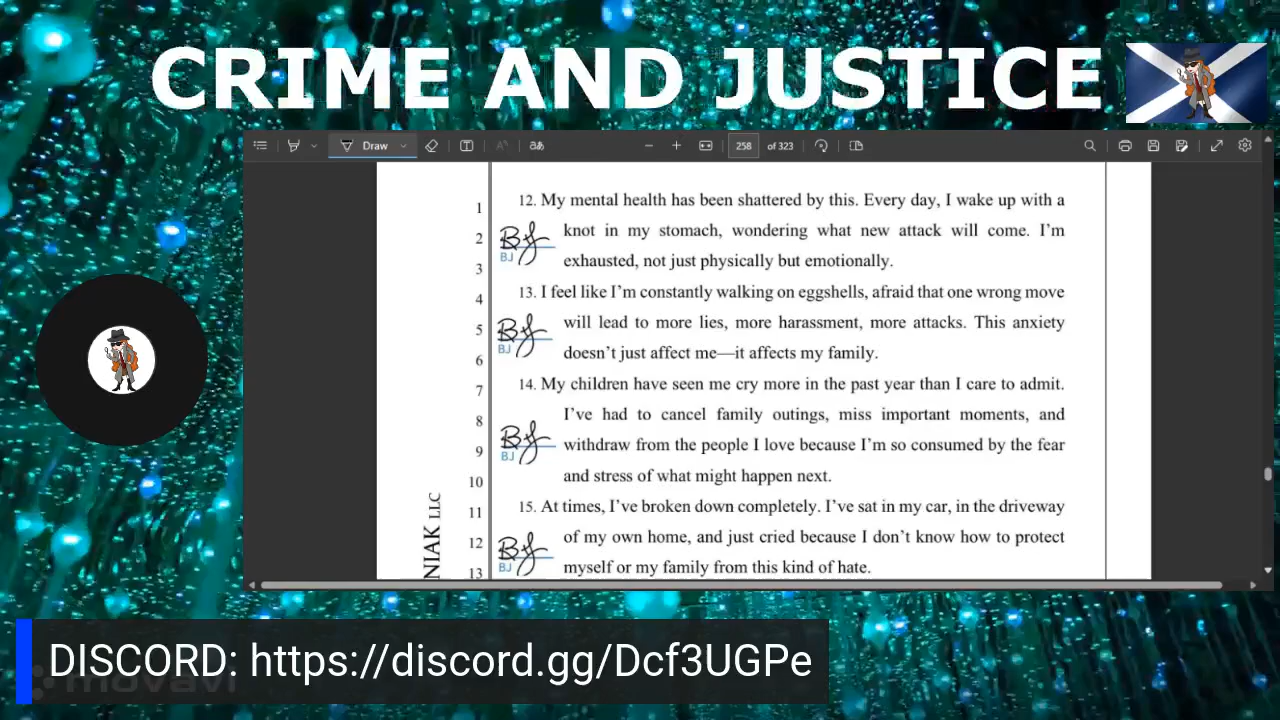 CRIME AND JUSTICE
Draw
258 of 323
12. My mental health has been shattered by this. Every day, I wake up with a
knot in my stomach, wondering what new attack will come. I'm
exhausted, not just physically but emotionally.
13. I feel like I'm constantly walking on eggshells, afraid that one wrong move
will lead to more lies, more harassment, more attacks. This anxiety
doesn't just affect me—it affects my family.
14. My children have seen me cry more in the past year than I care to admit.
I've had to cancel family outings, miss important moments, and
withdraw from the people I love because I'm so consumed by the fear
and stress of what might happen next.
15. At times, I've broken down completely. I've sat in my car, in the driveway
of my own home, and just cried because I don't know how to protect
myself or my family from this kind of hate.
1
2
3
4
5
6
7
8
9
10
11
12
13
BJ
BJ
BJ
BJ
BJ
BJ
BJ
BJ
NIAK LLC
DISCORD: https://discord.gg/Dcf3UGPe
movavi